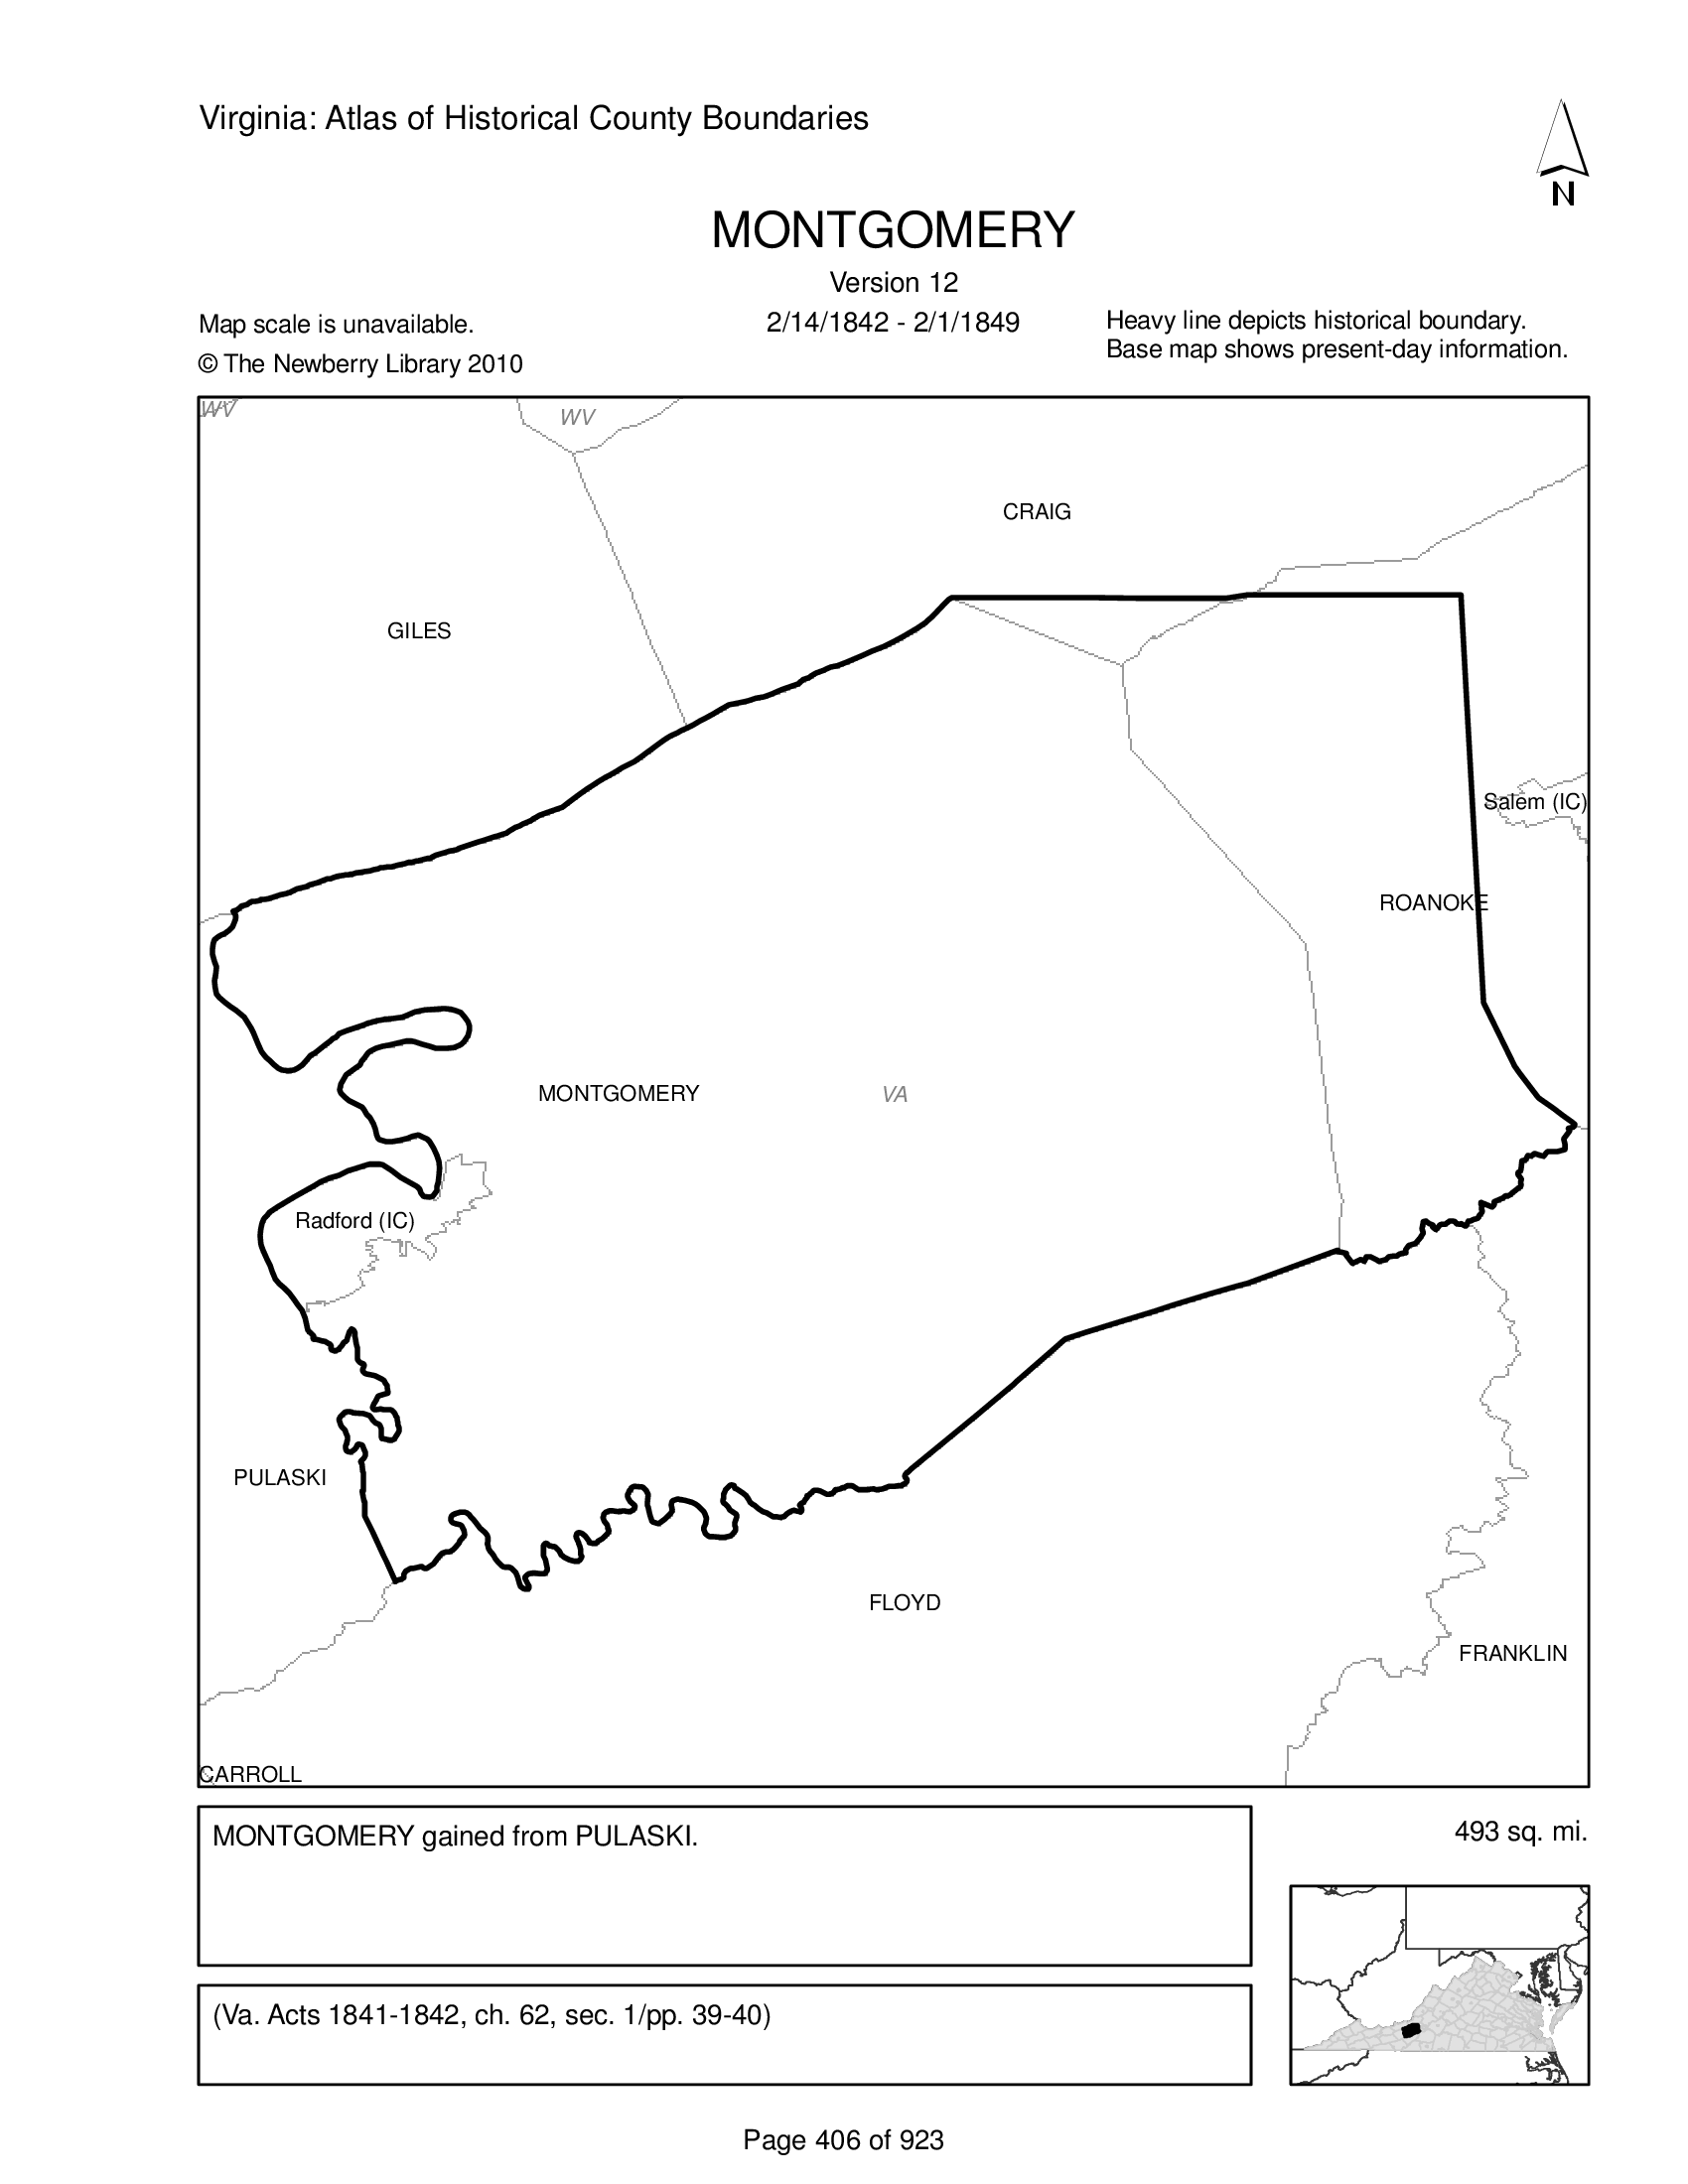 Virginia: Atlas of Historical County Boundaries
N
MONTGOMERY
Version 12
2/14/1842 - 2/1/1849
Map scale is unavailable.
© The Newberry Library 2010
Heavy line depicts historical boundary.
Base map shows present-day information.
WV
WV
CRAIG
GILES
Salem (IC)
ROANOKE
MONTGOMERY
VA
Radford (IC)
PULASKI
FLOYD
FRANKLIN
CARROLL
MONTGOMERY gained from PULASKI.
493 sq. mi.
(Va. Acts 1841-1842, ch. 62, sec. 1/pp. 39-40)
Page 406 of 923